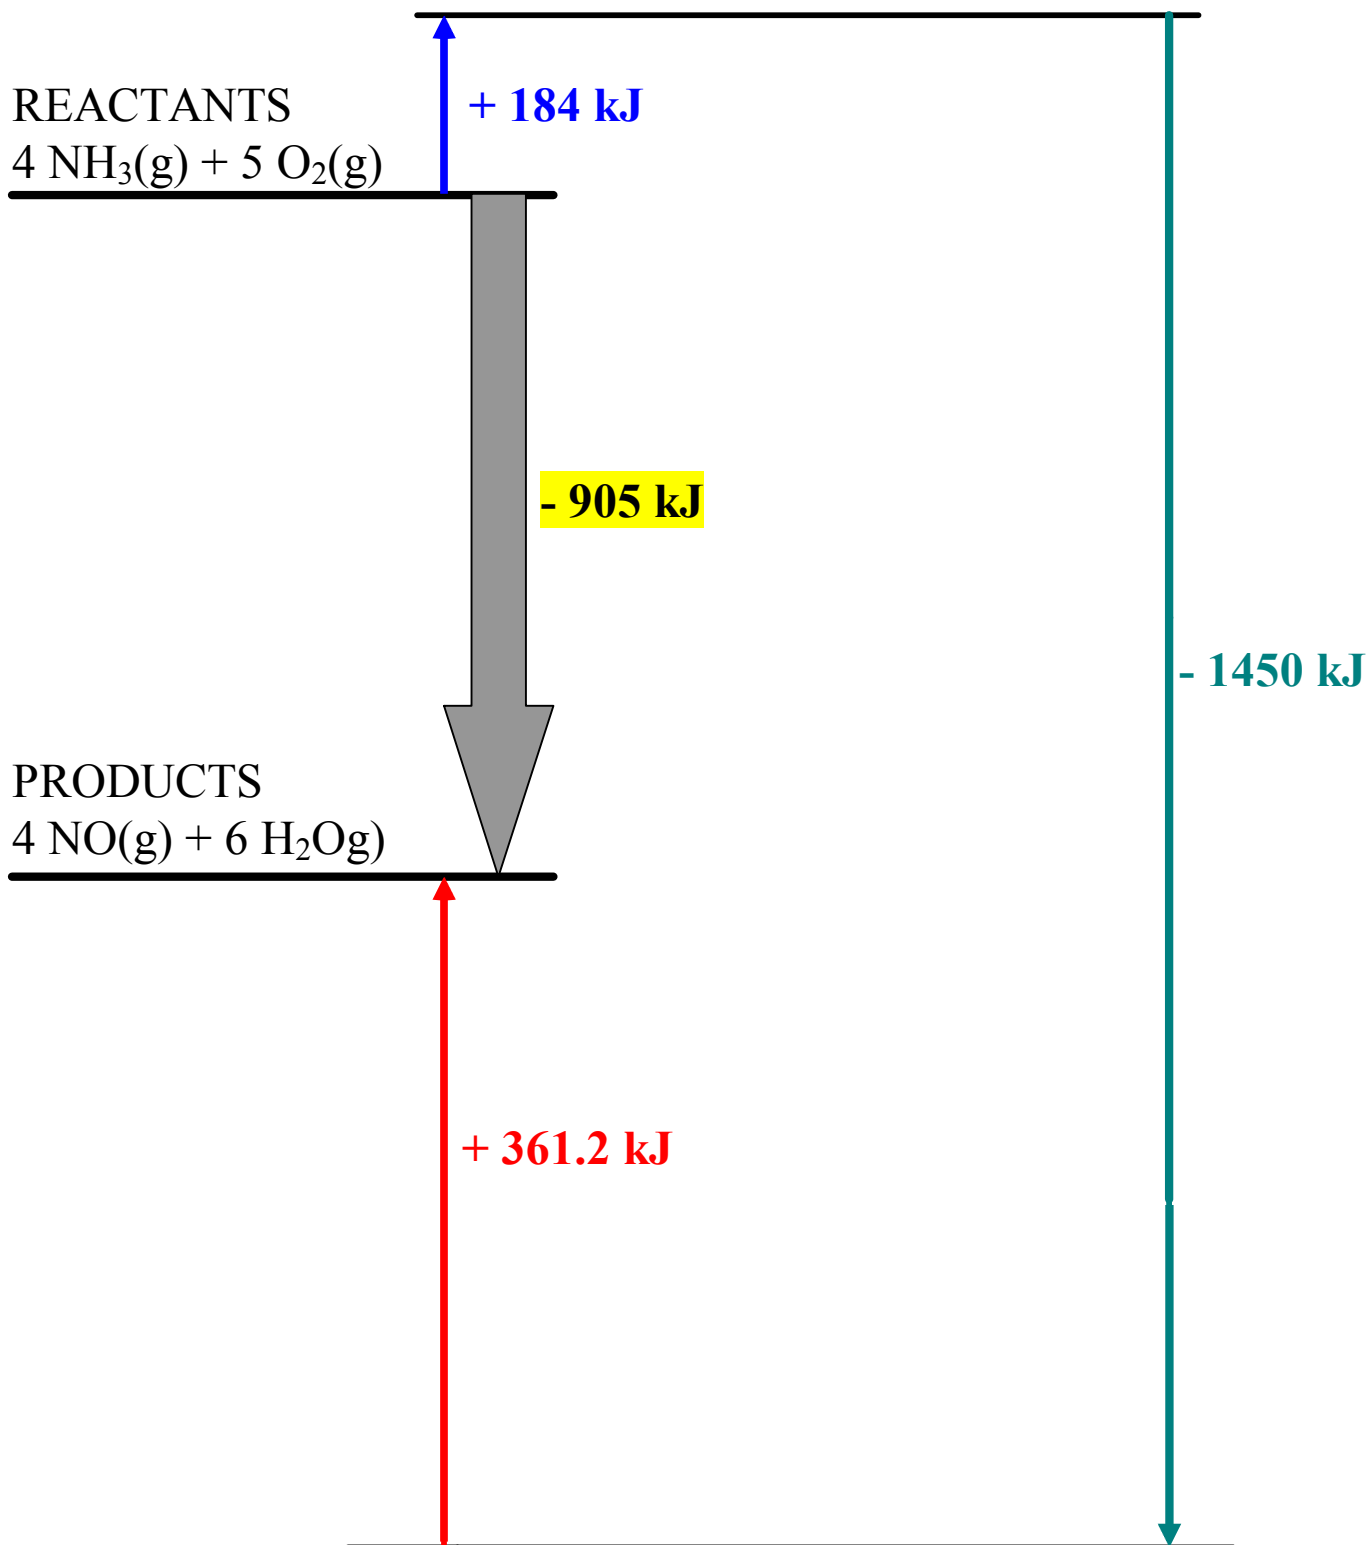 REACTANTS
4 NH₃(g) + 5 O₂(g)
+ 184 kJ
- 905 kJ
- 1450 kJ
PRODUCTS
4 NO(g) + 6 H₂Og)
+ 361.2 kJ